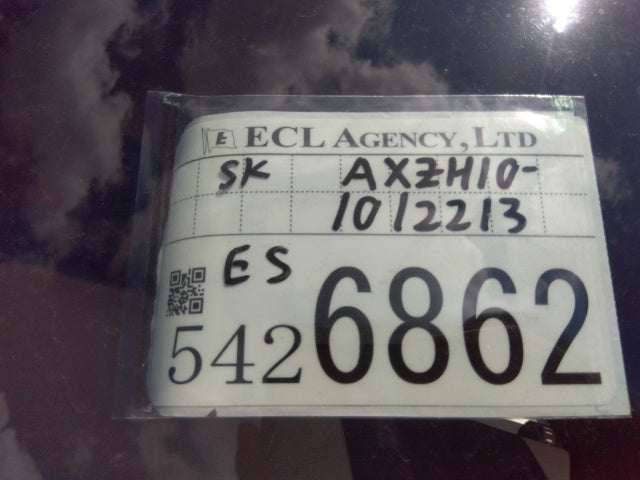 E ECL AGENCY, LTD
SK AXZH10-
1012213
ES
5426862